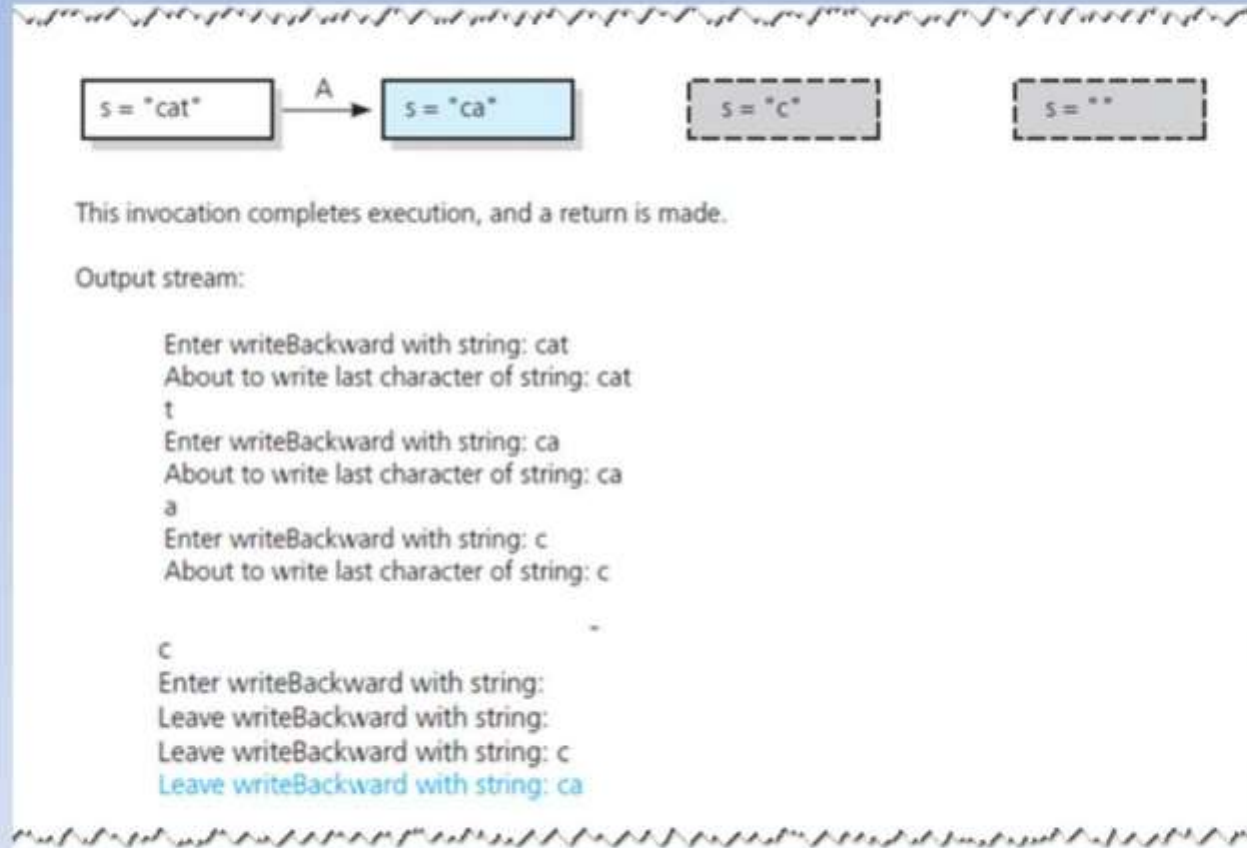 s = "cat" A s = "ca" s = "c" s = ""
This invocation completes execution, and a return is made.
Output stream:
Enter writeBackward with string: cat
About to write last character of string: cat
t
Enter writeBackward with string: ca
About to write last character of string: ca
a
Enter writeBackward with string: c
About to write last character of string: c
c
Enter writeBackward with string:
Leave writeBackward with string:
Leave writeBackward with string: c
Leave writeBackward with string: ca